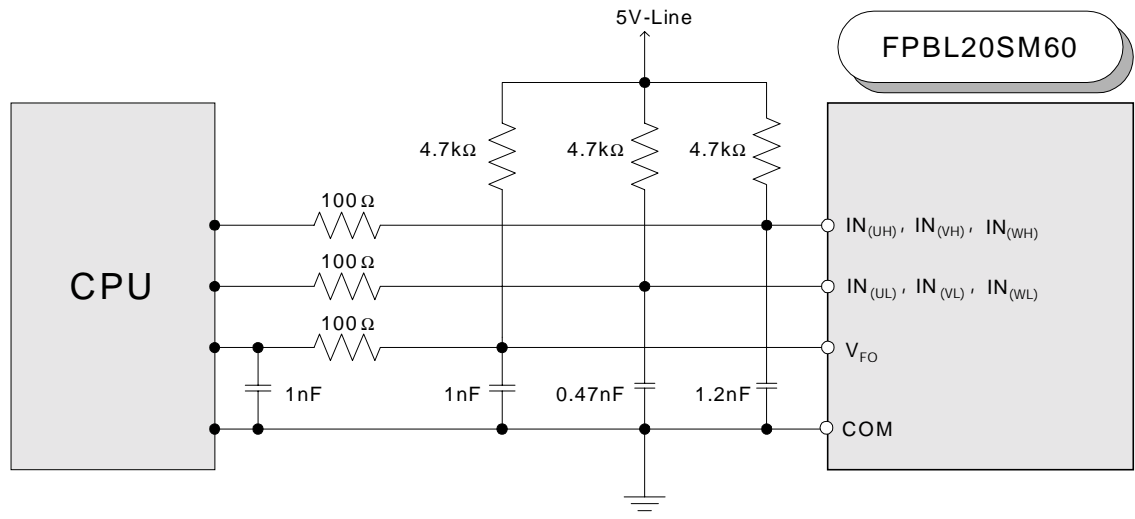 5V-Line
FPBL20SM60
4.7kΩ
4.7kΩ
4.7kΩ
100Ω
CPU
IN(UH), IN(VH), IN(WH)
100Ω
IN(UL), IN(VL), IN(WL)
100Ω
VFO
1nF
1nF
0.47nF
1.2nF
COM